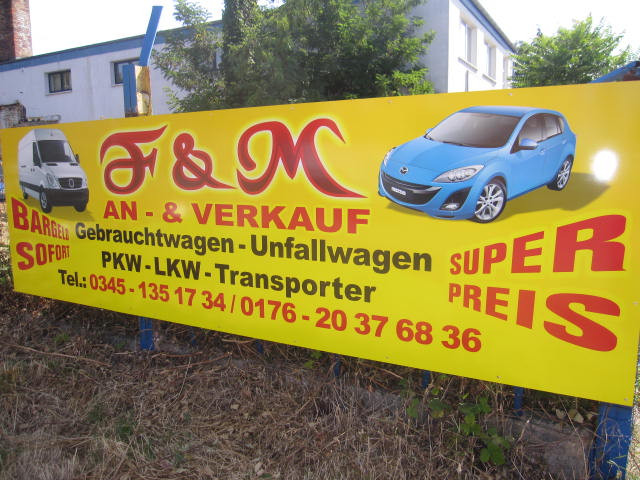 F & M
AN - & VERKAUF
Gebrauchtwagen - Unfallwagen
PKW - LKW - Transporter
Tel.: 0345 - 135 17 34 / 0176 - 20 37 68 36
BARGELD
SOFORT
SUPER
PREIS